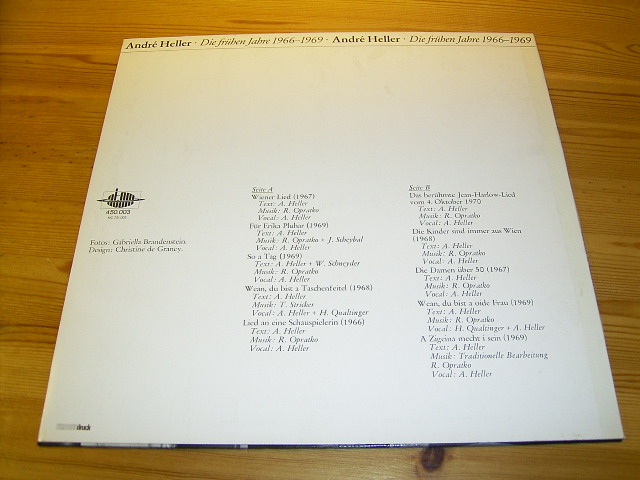 André Heller · Die frühen Jahre 1966–1969 · André Heller · Die frühen Jahre 1966–1969
450.003
Fotos: Gabriella Brandenstein.
Design: Christine de Grancy.
Seite A
Wiener Lied (1967)
Text: A. Heller
Musik: R. Opratko
Vocal: A. Heller
Für Erika Pluhar (1969)
Text: A. Heller
Musik: R. Opratko + J. Scheybal
Vocal: A. Heller
So a Tag (1969)
Text: A. Heller + W. Schneyder
Musik: R. Opratko
Vocal: A. Heller
Wean, du bist a Taschenfeitel (1968)
Text: A. Heller
Musik: T. Stricker
Vocal: A. Heller + H. Qualtinger
Lied an eine Schauspielerin (1966)
Text: A. Heller
Musik: R. Opratko
Vocal: A. Heller
Seite B
Das berühmte Jean-Harlow-Lied
vom 4. Oktober 1970
Text: A. Heller
Musik: R. Opratko
Vocal: A. Heller
Die Kinder sind immer aus Wien
(1968)
Text: A. Heller
Musik: R. Opratko
Vocal: A. Heller
Die Damen über 50 (1967)
Text: A. Heller
Musik: R. Opratko
Vocal: A. Heller
Wean, du bist a oide Frau (1969)
Text: A. Heller
Musik: R. Opratko
Vocal: H. Qualtinger + A. Heller
A Zigeina mecht i sein (1969)
Text: A. Heller
Musik: Traditionelle Bearbeitung
R. Opratko
Vocal: A. Heller
druck